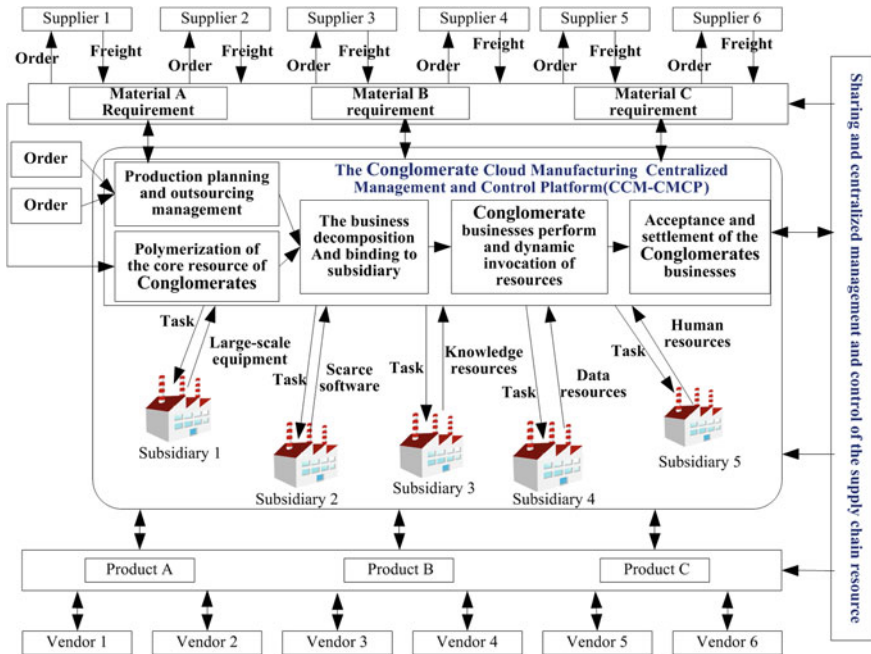 Supplier 1
Supplier 2
Supplier 3
Supplier 4
Supplier 5
Supplier 6
Order
Freight
Order
Freight
Order
Freight
Order
Freight
Order
Freight
Order
Freight
Material A
Requirement
Material B
requirement
Material C
requirement
Order
Order
The Conglomerate Cloud Manufacturing Centralized
Management and Control Platform(CCM-CMCP)
Production planning
and outsourcing
management
Polymerization of
the core resource of
Conglomerates
The business
decomposition
And binding to
subsidiary
Conglomerate
businesses perform
and dynamic
invocation of
resources
Acceptance and
settlement of the
Conglomerates
businesses
Task
Large-scale
equipment
Task
Scarce
software
Task
Knowledge
resources
Task
Data
resources
Task
Human
resources
Subsidiary 1
Subsidiary 2
Subsidiary 3
Subsidiary 4
Subsidiary 5
Product A
Product B
Product C
Vendor 1
Vendor 2
Vendor 3
Vendor 4
Vendor 5
Vendor 6
Sharing and centralized management and control of the supply chain resource